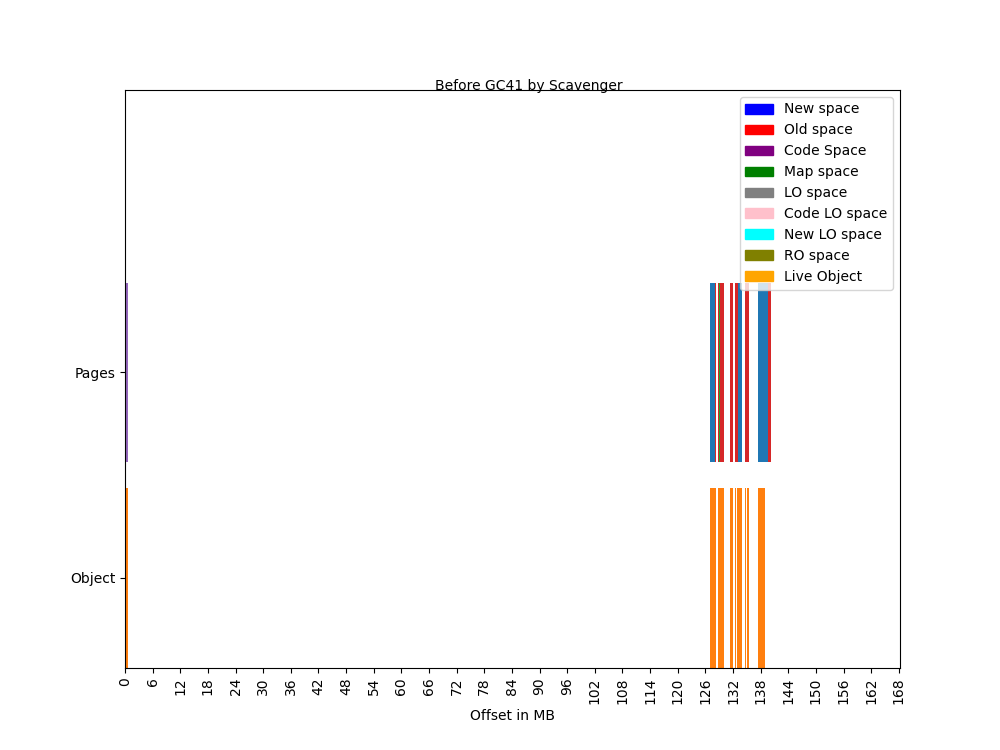 Before GC41 by Scavenger
New space
Old space
Code Space
Map space
LO space
Code LO space
New LO space
RO space
Live Object
Pages
Object
0 6 12 18 24 30 36 42 48 54 60 66 72 78 84 90 96 102 108 114 120 126 132 138 144 150 156 162 168
Offset in MB